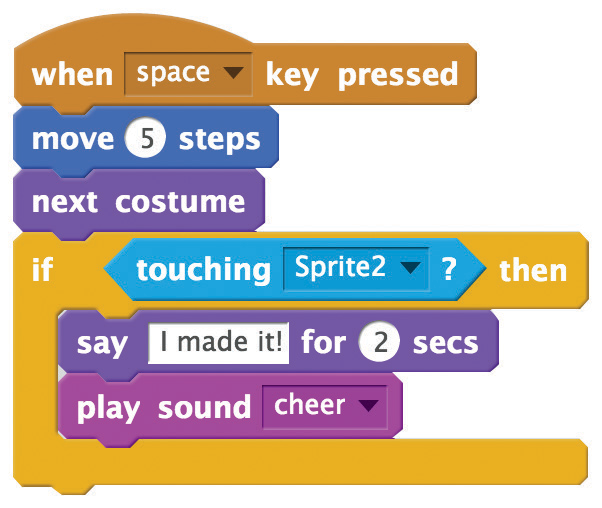 when space key pressed
move 5 steps
next costume
if touching Sprite2 ? then
say I made it! for 2 secs
play sound cheer